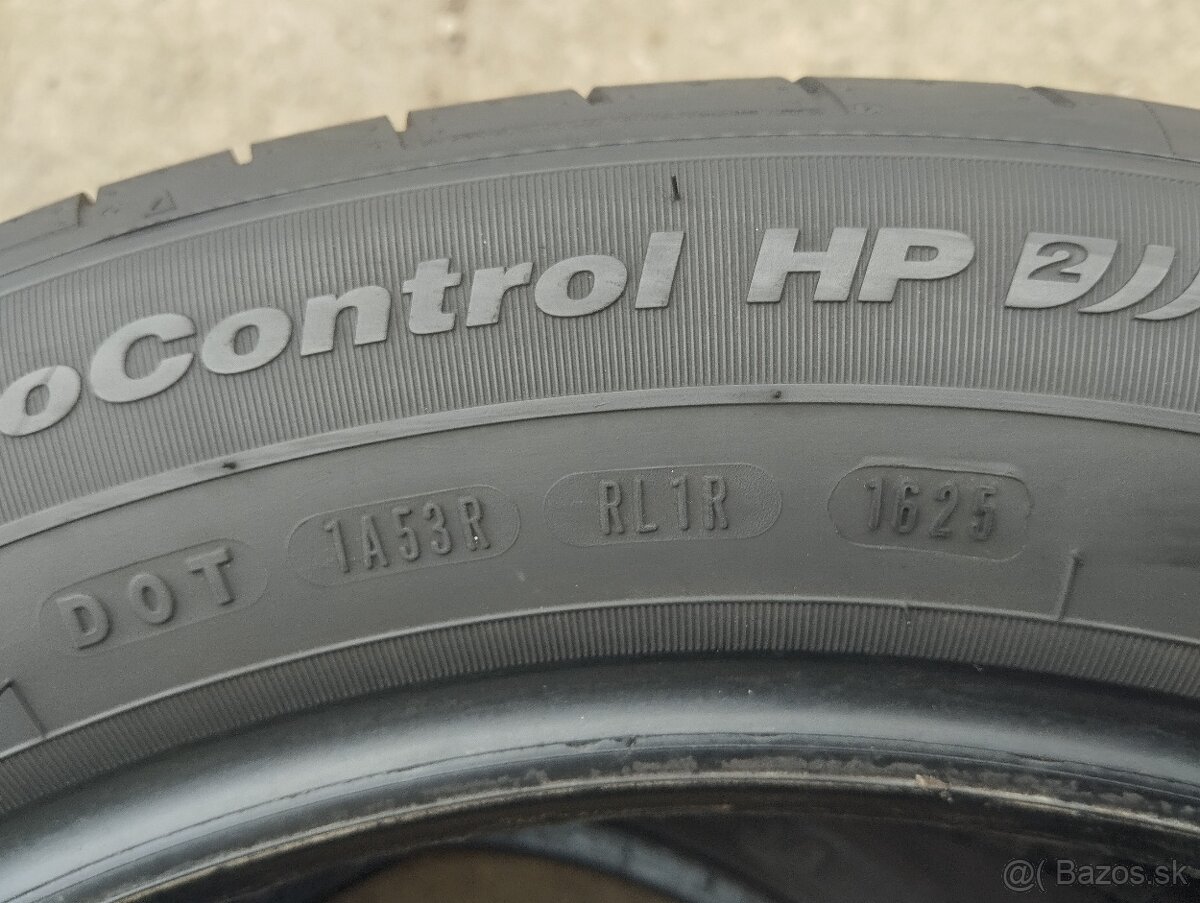 oControl HP 2
DOT 1A53R RL1R 1625
@( Bazos.sk